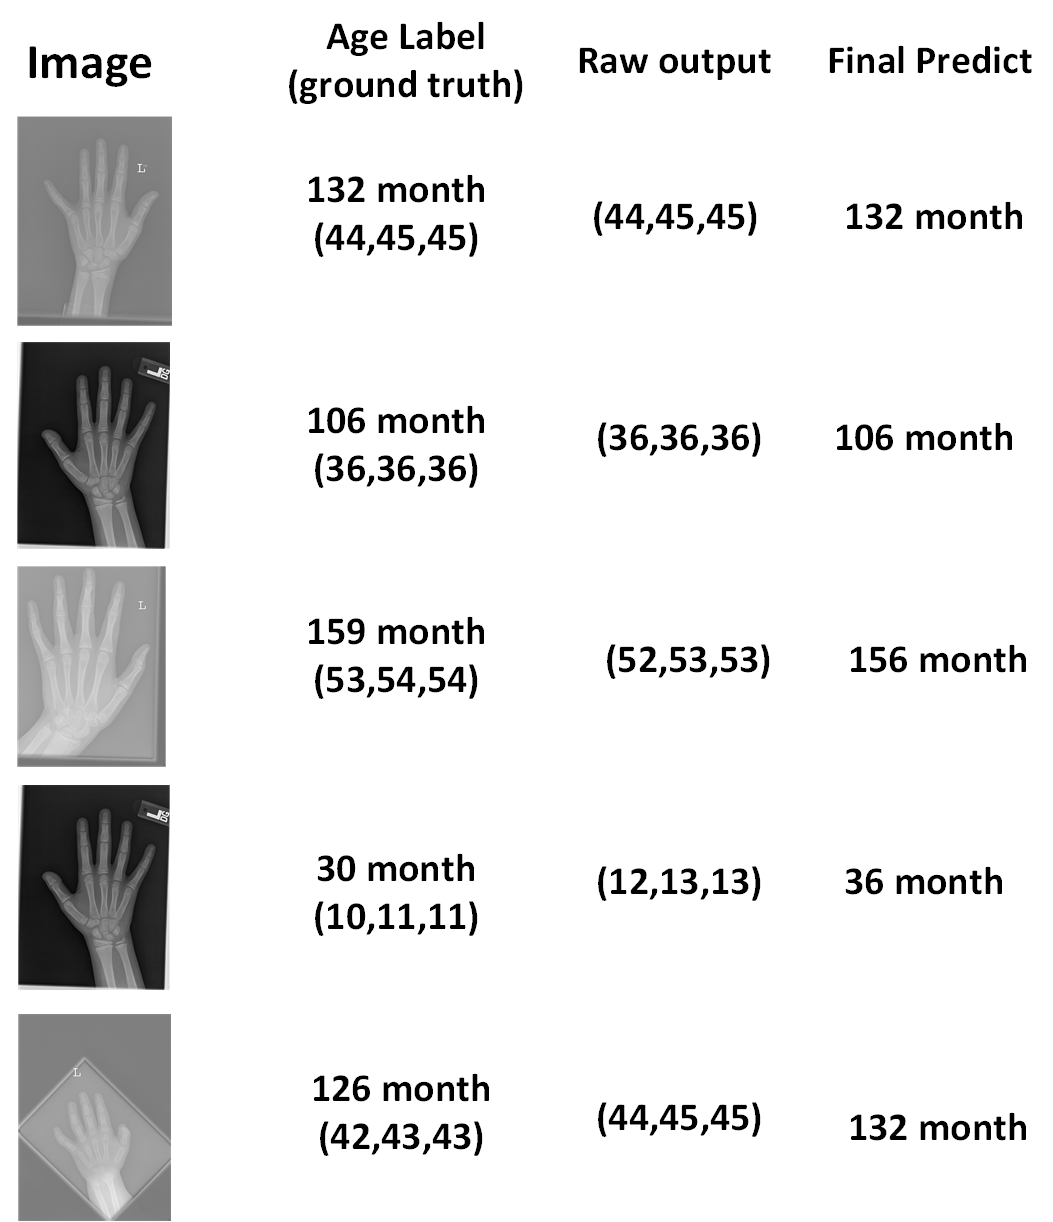 Image
Age Label
(ground truth)
Raw output
Final Predict
L
132 month
(44,45,45)
(44,45,45)
132 month
L
DG
106 month
(36,36,36)
(36,36,36)
106 month
L
159 month
(53,54,54)
(52,53,53)
156 month
L
DG
30 month
(10,11,11)
(12,13,13)
36 month
L
126 month
(42,43,43)
(44,45,45)
132 month